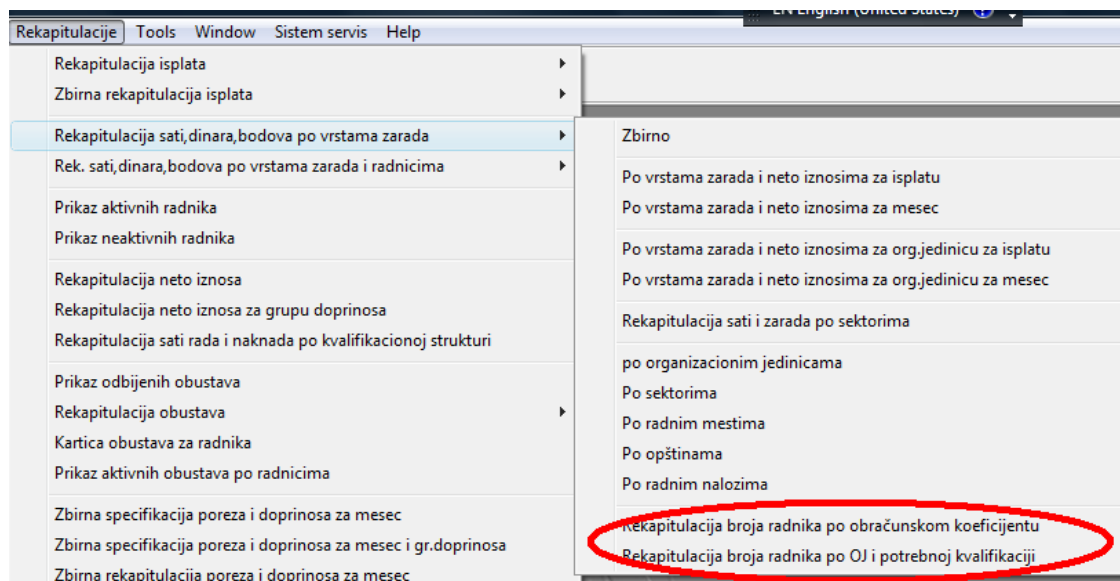 EN English (United States)
Rekapitulacije Tools Window Sistem servis Help
Rekapitulacija isplata
Zbirna rekapitulacija isplata
Rekapitulacija sati,dinara,bodova po vrstama zarada
Rek. sati,dinara,bodova po vrstama zarada i radnicima
Prikaz aktivnih radnika
Prikaz neaktivnih radnika
Rekapitulacija neto iznosa
Rekapitulacija neto iznosa za grupu doprinosa
Rekapitulacija sati rada i naknada po kvalifikacionoj strukturi
Prikaz odbijenih obustava
Rekapitulacija obustava
Kartica obustava za radnika
Prikaz aktivnih obustava po radnicima
Zbirna specifikacija poreza i doprinosa za mesec
Zbirna specifikacija poreza i doprinosa za mesec i gr.doprinosa
Zbirna rekapitulacija poreza i doprinosa za mesec
Zbirno
Po vrstama zarada i neto iznosima za isplatu
Po vrstama zarada i neto iznosima za mesec
Po vrstama zarada i neto iznosima za org.jedinicu za isplatu
Po vrstama zarada i neto iznosima za org.jedinicu za mesec
Rekapitulacija sati i zarada po sektorima
po organizacionim jedinicama
Po sektorima
Po radnim mestima
Po opštinama
Po radnim nalozima
Rekapitulacija broja radnika po obračunskom koeficijentu
Rekapitulacija broja radnika po OJ i potrebnoj kvalifikaciji